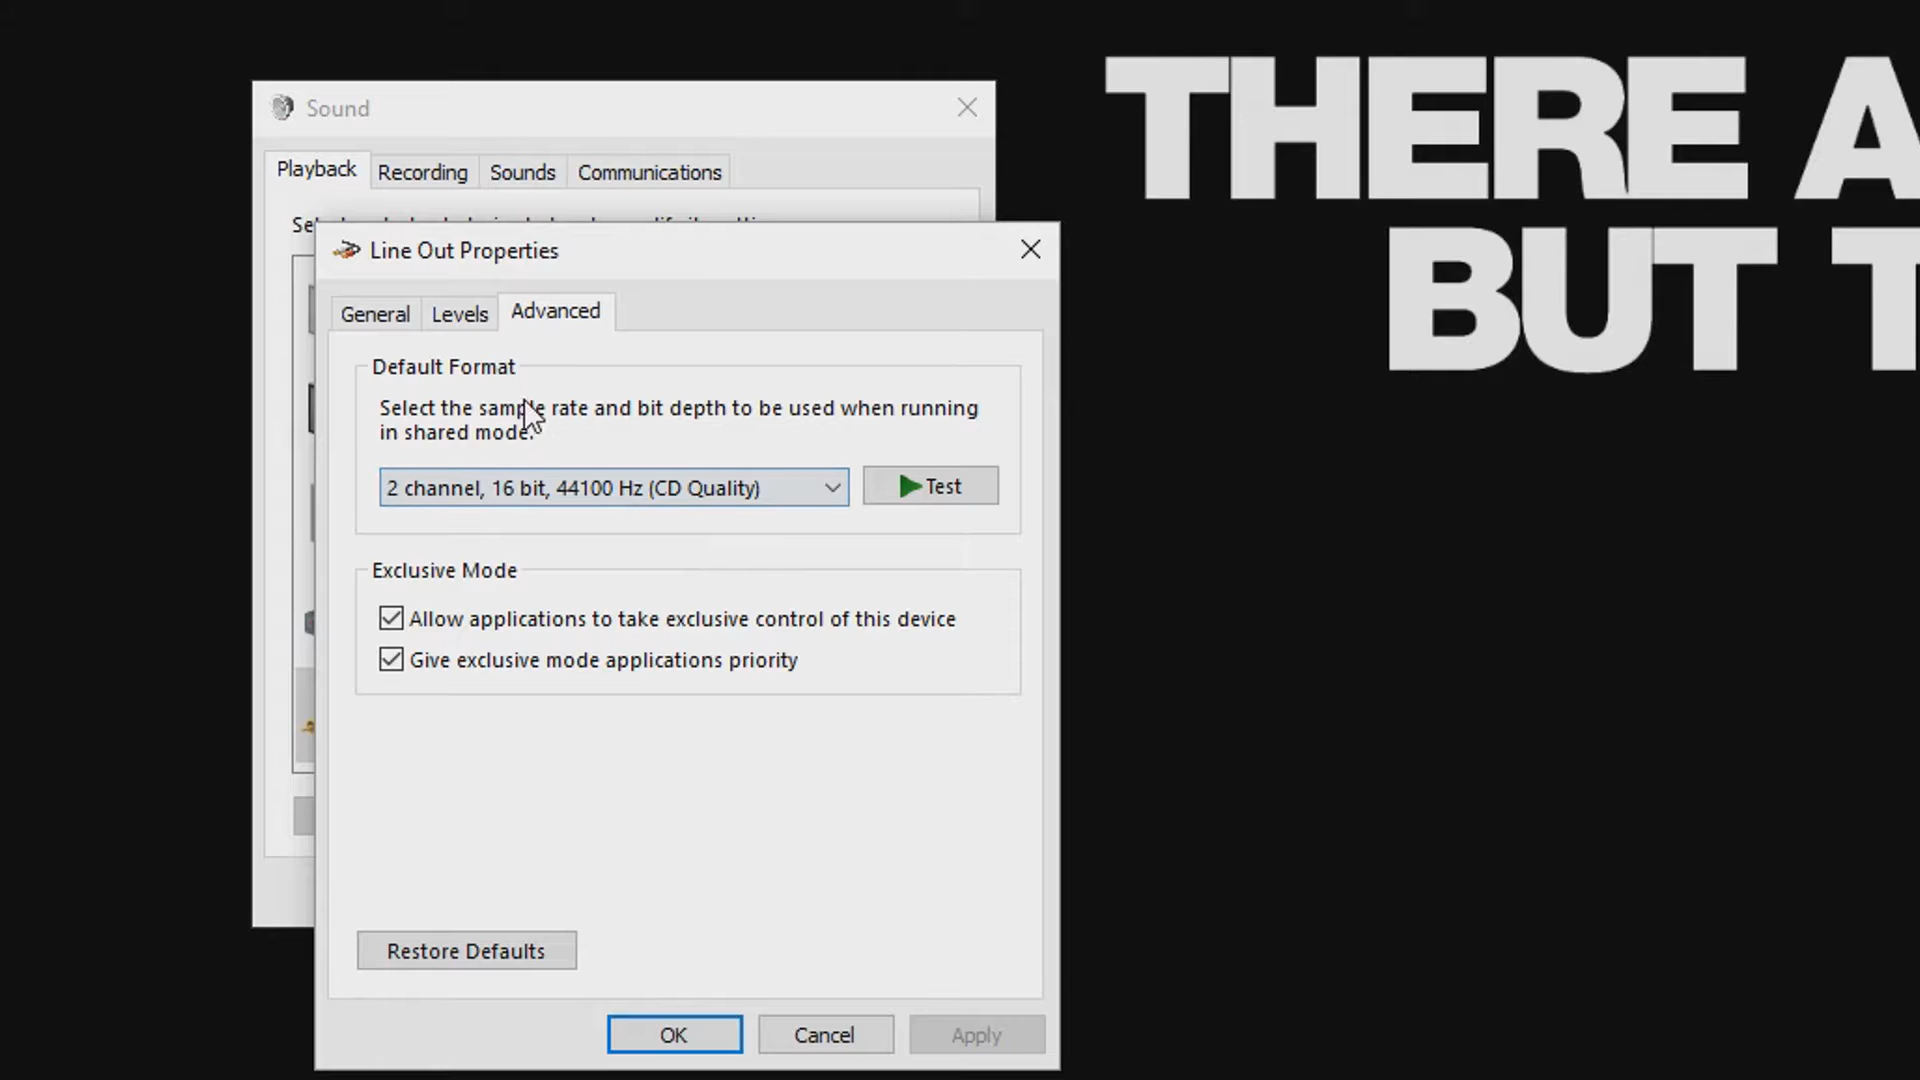 THERE A
BUT T
Sound
Playback
Recording
Sounds
Communications
Line Out Properties
General
Levels
Advanced
Default Format
Select the sample rate and bit depth to be used when running
in shared mode.
2 channel, 16 bit, 44100 Hz (CD Quality)
Test
Exclusive Mode
Allow applications to take exclusive control of this device
Give exclusive mode applications priority
Restore Defaults
OK
Cancel
Apply